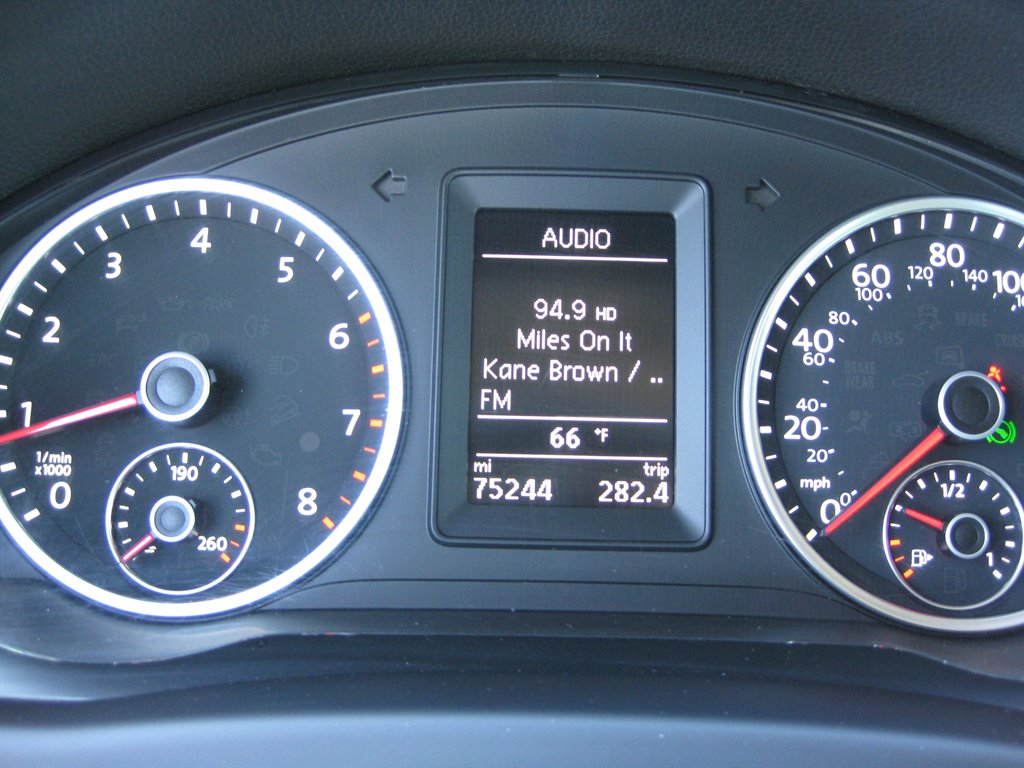 4
3
5
2
6
1
7
1/min
x1000
0
8
190
260
PARK
AUDIO
94.9 HD
Miles On It
Kane Brown / ..
FM
66 °F
mi
trip
75244
282.4
80
60
100
120
140
100
80
40
60
40
20
20
mph
0
0
ABS
BRAKE
CRUIS
BRAKE
WEAR
1/2
1